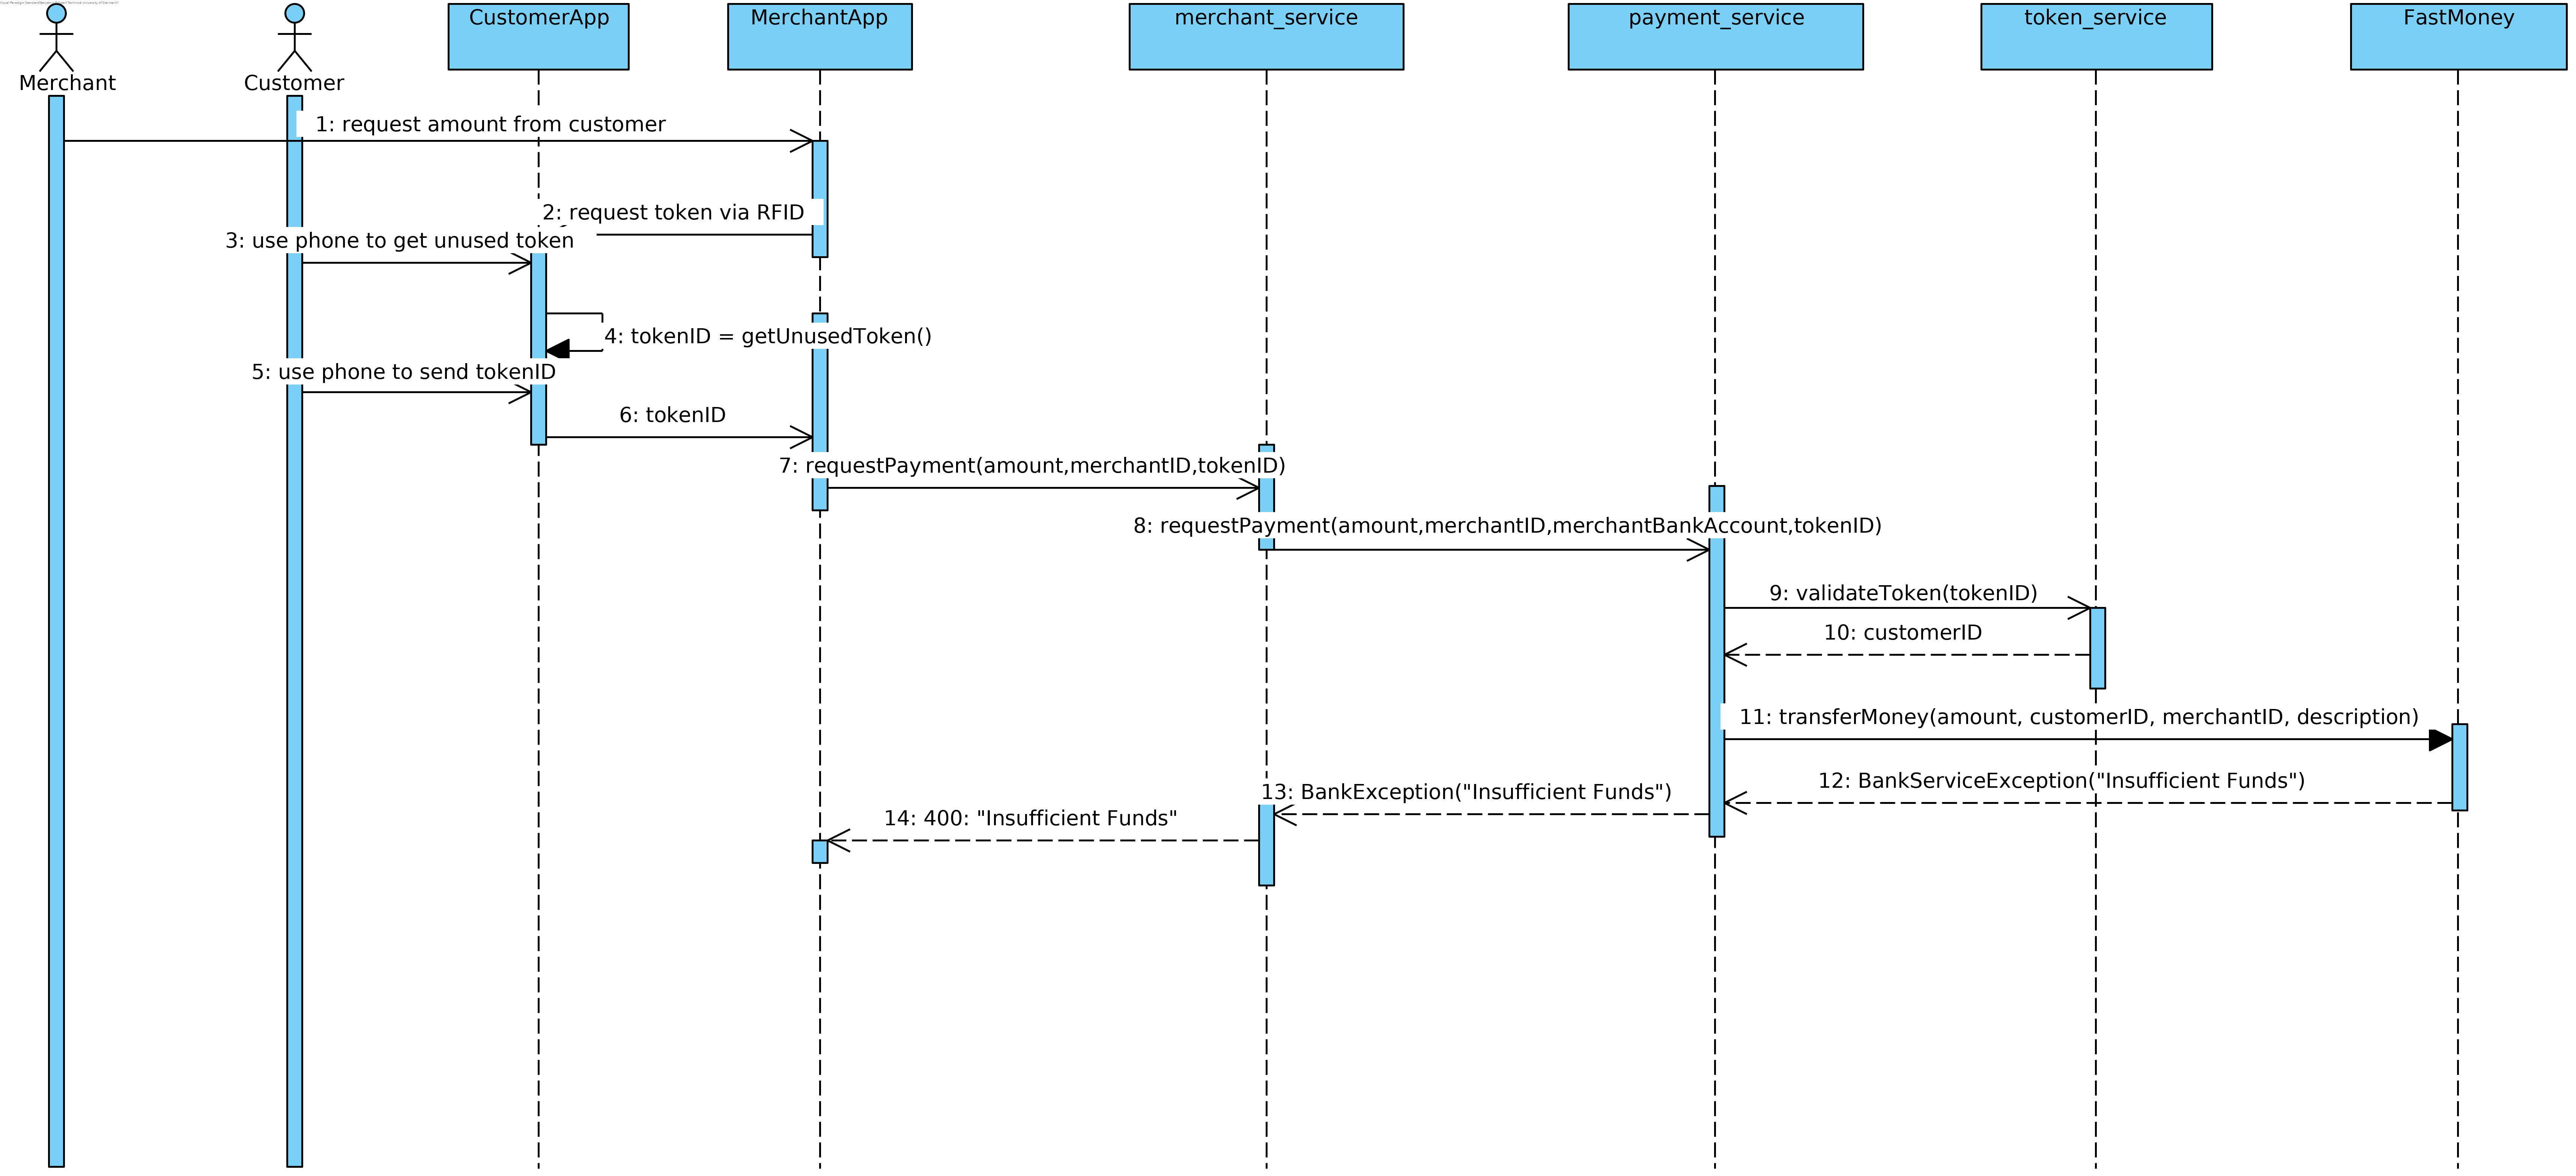 Merchant
Customer
CustomerApp
MerchantApp
merchant_service
payment_service
token_service
FastMoney
1: request amount from customer
2: request token via RFID
3: use phone to get unused token
4: tokenID = getUnusedToken()
5: use phone to send tokenID
6: tokenID
7: requestPayment(amount,merchantID,tokenID)
8: requestPayment(amount,merchantID,merchantBankAccount,tokenID)
9: validateToken(tokenID)
10: customerID
11: transferMoney(amount, customerID, merchantID, description)
12: BankServiceException("Insufficient Funds")
13: BankException("Insufficient Funds")
14: 400: "Insufficient Funds"